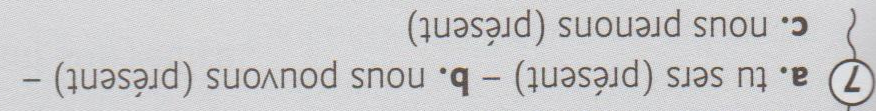 7 a. tu sers (présent) – b. nous pouvons (présent) –
c. nous prenons (présent)